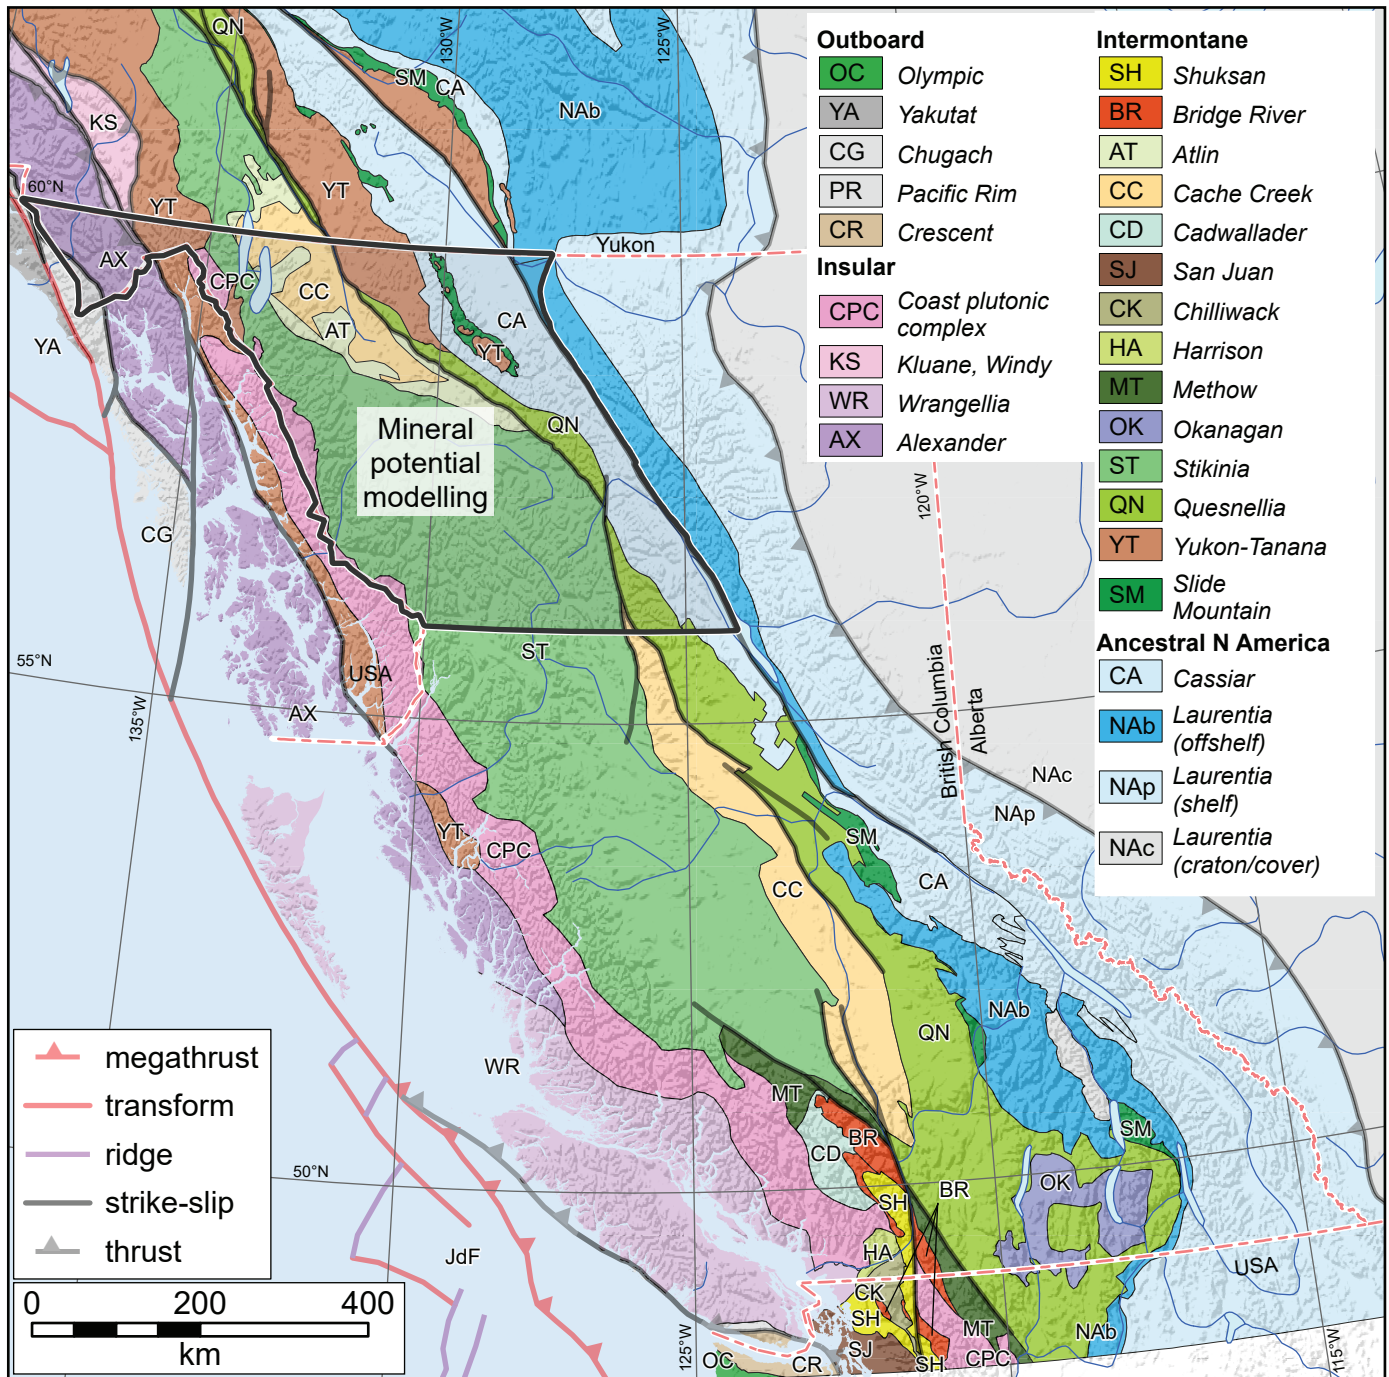 QN
130°W
125°W
SM
CA
NAb
KS
60°N
YT
YT
Yukon
AX
CPC
CC
AT
CA
YA
YT
QN
Mineral
potential
modelling
CG
120°W
ST
55°N
USA
AX
135°W
British Columbia
Alberta
NAc
NAp
YT
CPC
SM
CA
CC
QN
NAb
WR
MT
BR
CD
SM
50°N
SH
BR
OK
HA
JdF
CK
SH
USA
MT
NAb
SJ
CPC
SH
CR
OC
125°W
115°W
Outboard
OC Olympic
YA Yakutat
CG Chugach
PR Pacific Rim
CR Crescent
Insular
CPC Coast plutonic
complex
KS Kluane, Windy
WR Wrangellia
AX Alexander
Intermontane
SH Shuksan
BR Bridge River
AT Atlin
CC Cache Creek
CD Cadwallader
SJ San Juan
CK Chilliwack
HA Harrison
MT Methow
OK Okanagan
ST Stikinia
QN Quesnellia
YT Yukon-Tanana
SM Slide
Mountain
Ancestral N America
CA Cassiar
NAb Laurentia
(offshelf)
NAp Laurentia
(shelf)
NAc Laurentia
(craton/cover)
megathrust
transform
ridge
strike-slip
thrust
0 200 400
km